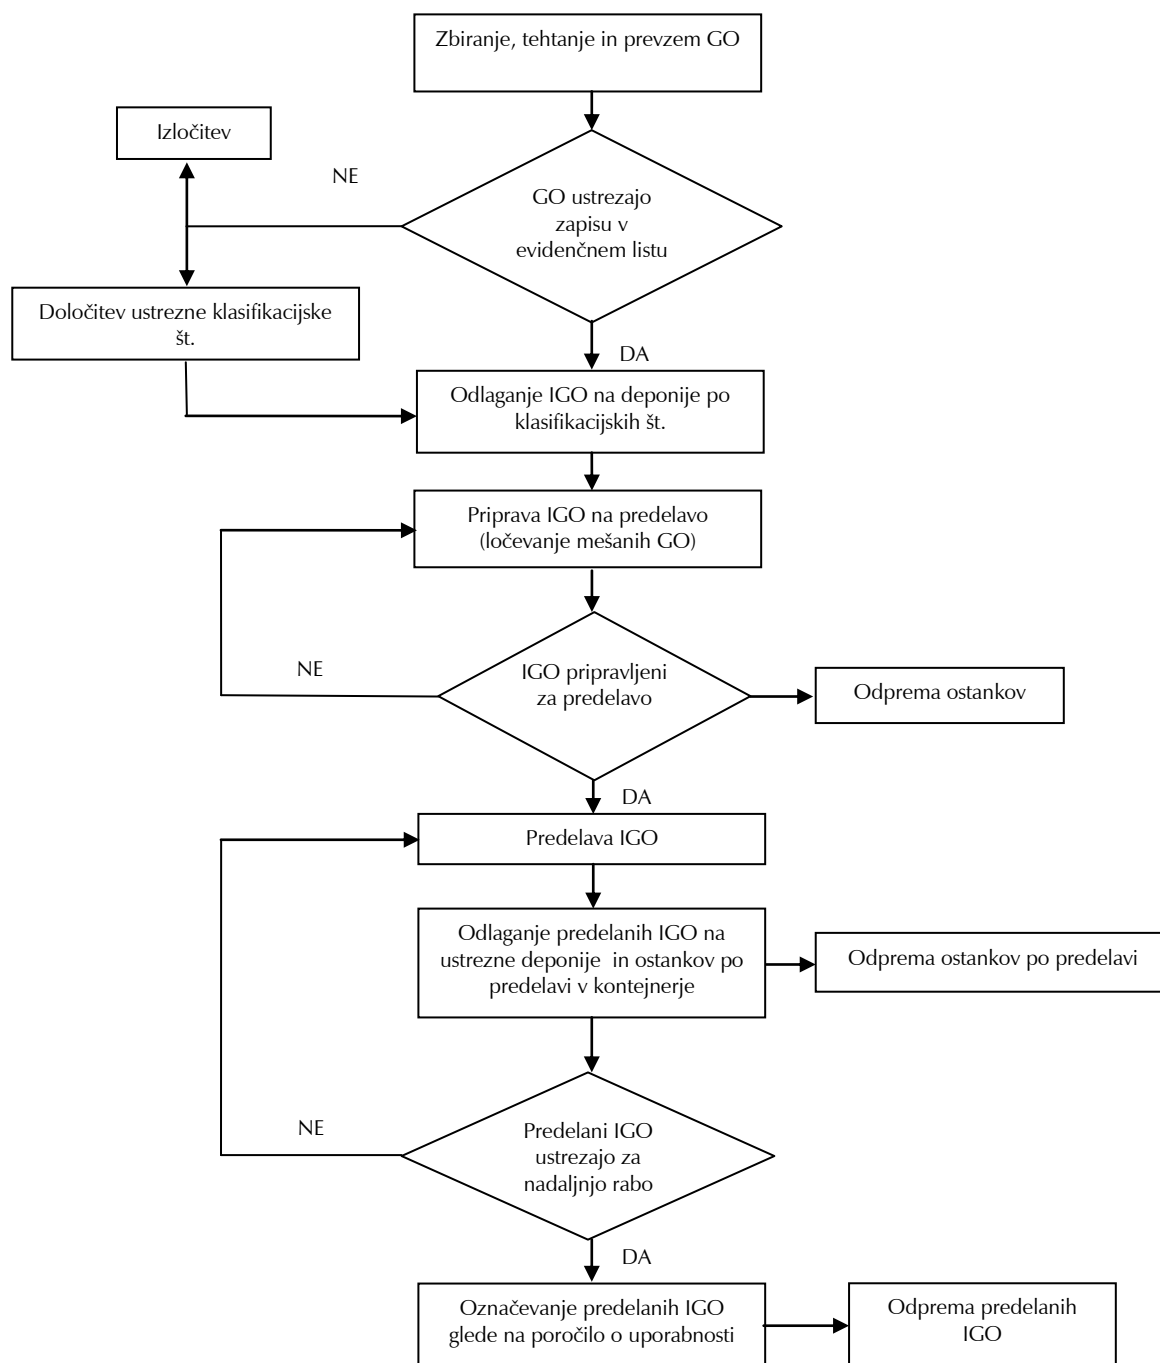 Zbiranje, tehtanje in prevzem GO
Izločitev
NE
GO ustrezajo
zapisu v
evidenčnem listu
Določitev ustrezne klasifikacijske
št.
DA
Odlaganje IGO na deponije po
klasifikacijskih št.
Priprava IGO na predelavo
(ločevanje mešanih GO)
NE
IGO pripravljeni
za predelavo
Odprema ostankov
DA
Predelava IGO
Odlaganje predelanih IGO na
ustrezne deponije in ostankov po
predelavi v kontejnerje
Odprema ostankov po predelavi
NE
Predelani IGO
ustrezajo za
nadaljnjo rabo
DA
Označevanje predelanih IGO
glede na poročilo o uporabnosti
Odprema predelanih
IGO